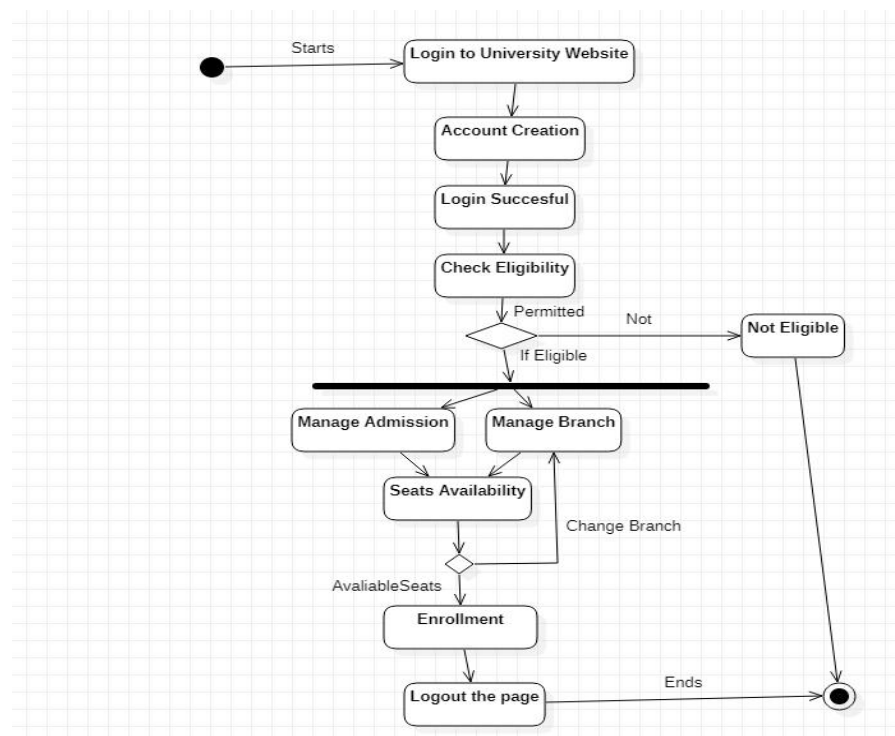 Starts
Login to University Website
Account Creation
Login Succesful
Check Eligibility
Permitted
Not
Not Eligible
If Eligible
Manage Admission
Manage Branch
Seats Availability
Change Branch
AvaliableSeats
Enrollment
Logout the page
Ends